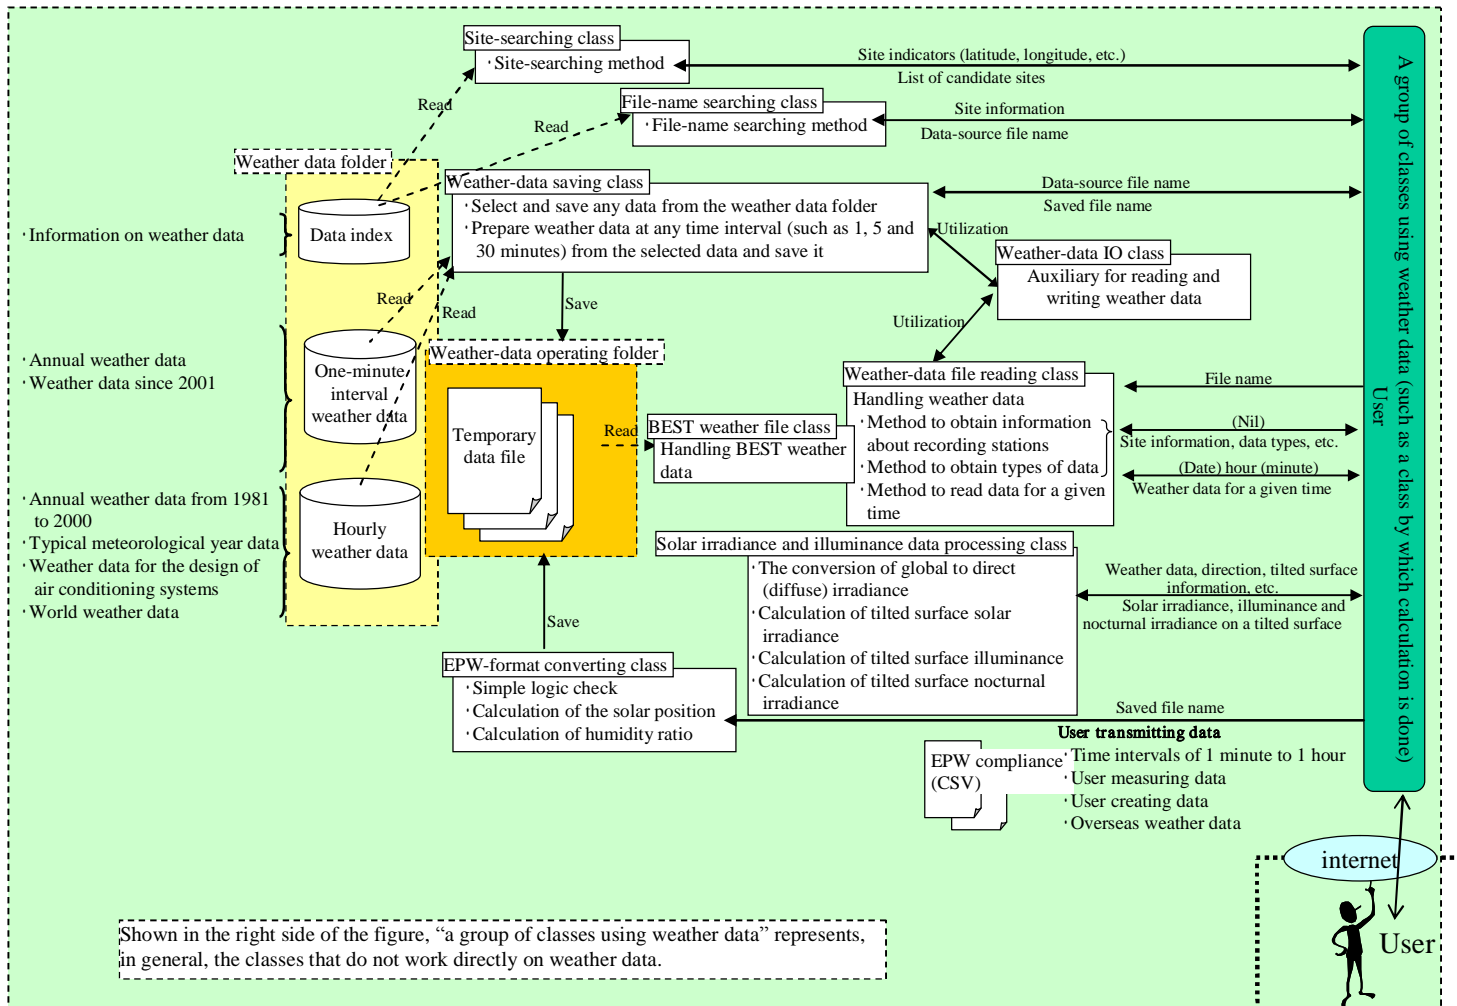 Site-searching class
·Site-searching method
Site indicators (latitude, longitude, etc.)
List of candidate sites
Read
File-name searching class
·File-name searching method
Site information
Data-source file name
Read
Weather data folder
Weather-data saving class
·Select and save any data from the weather data folder
·Prepare weather data at any time interval (such as 1, 5 and
30 minutes) from the selected data and save it
Data-source file name
Saved file name
·Information on weather data
Data index
Utilization
Weather-data IO class
Auxiliary for reading and
writing weather data
Read
Read
Save
Utilization
·Annual weather data
·Weather data since 2001
One-minute
interval
weather data
Weather-data operating folder
Temporary
data file
Read
BEST weather file class
·Handling BEST weather
data
Weather-data file reading class
Handling weather data
·Method to obtain information
about recording stations
·Method to obtain types of data
·Method to read data for a given
time
File name
(Nil)
Site information, data types, etc.
(Date) hour (minute)
Weather data for a given time
·Annual weather data from 1981
to 2000
·Typical meteorological year data
·Weather data for the design of
air conditioning systems
·World weather data
Hourly
weather data
Solar irradiance and illuminance data processing class
·The conversion of global to direct
(diffuse) irradiance
·Calculation of tilted surface solar
irradiance
·Calculation of tilted surface illuminance
·Calculation of tilted surface nocturnal
irradiance
Weather data, direction, tilted surface
information, etc.
Solar irradiance, illuminance and
nocturnal irradiance on a tilted surface
Save
EPW-format converting class
·Simple logic check
·Calculation of the solar position
·Calculation of humidity ratio
Saved file name
User transmitting data
EPW compliance
(CSV)
·Time intervals of 1 minute to 1 hour
·User measuring data
·User creating data
·Overseas weather data
A group of classes using weather data (such as a class by which calculation is done)
User
internet
User
Shown in the right side of the figure, “a group of classes using weather data” represents,
in general, the classes that do not work directly on weather data.